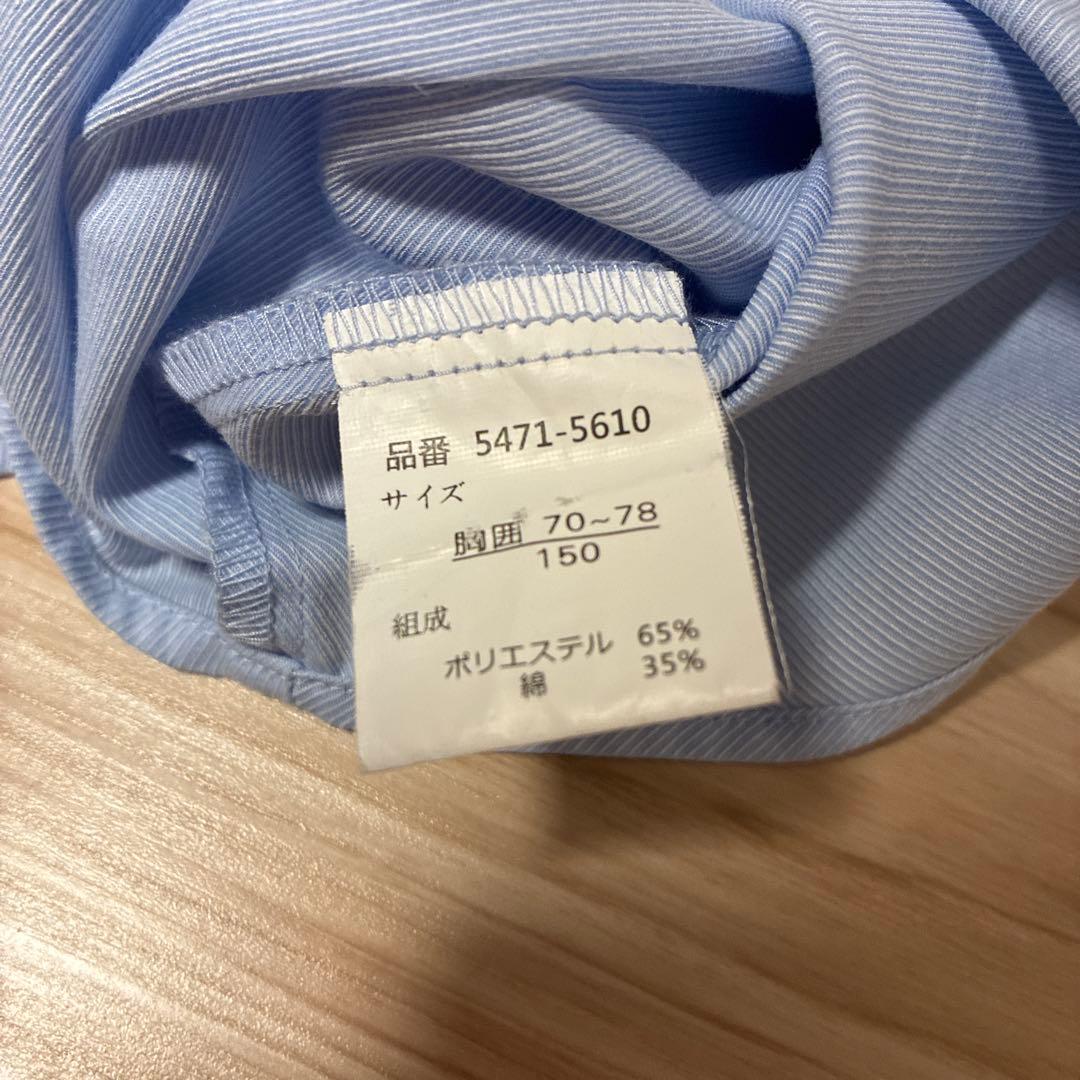 品番 5471-5610
サイズ
胸囲 70~78
150
組成
ポリエステル 65%
綿 35%